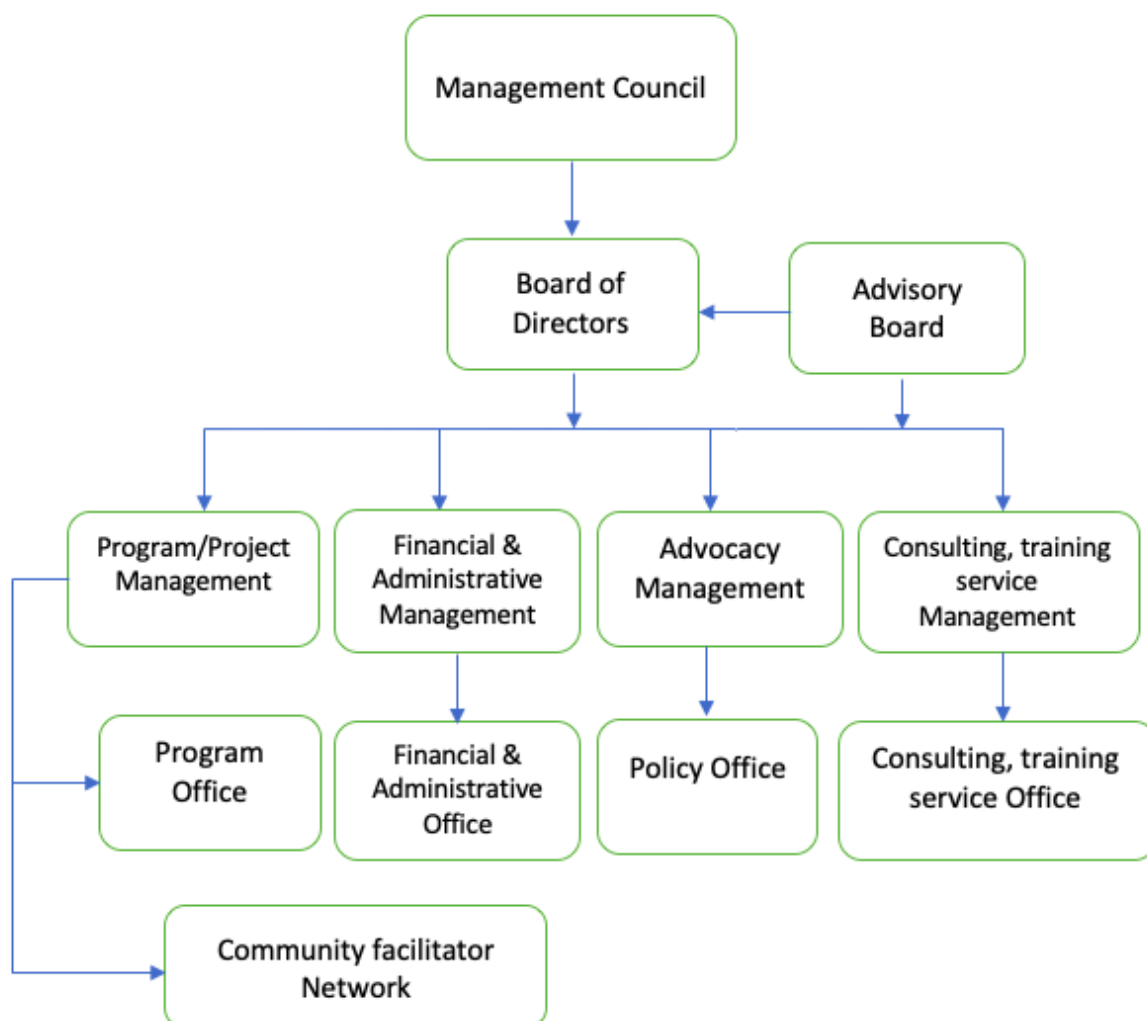 Management Council
Board of
Directors
Advisory
Board
Program/Project
Management
Financial &
Administrative
Management
Advocacy
Management
Consulting, training
service
Management
Program
Office
Financial &
Administrative
Office
Policy Office
Consulting, training
service Office
Community facilitator
Network